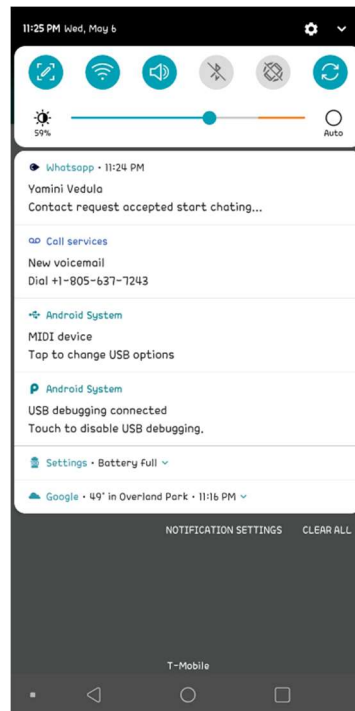 11:25 PM Wed, May 6
59%
Auto
Whatsapp • 11:24 PM
Yamini Vedula
Contact request accepted start chating...
Call services
New voicemail
Dial +1-805-637-7243
Android System
MIDI device
Tap to change USB options
Android System
USB debugging connected
Touch to disable USB debugging.
Settings • Battery full
Google • 49° in Overland Park • 11:16 PM
NOTIFICATION SETTINGS CLEAR ALL
T-Mobile